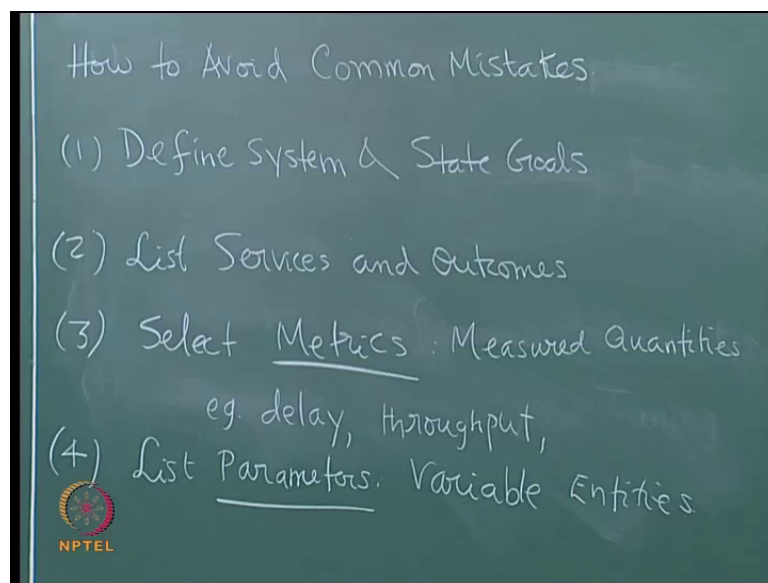 How to Avoid Common Mistakes.
(1) Define System & State Goals
(2) List Services and Outcomes
(3) Select Metrics : Measured Quantities
eg. delay, throughput,
(4) List Parameters. Variable Entities.
NPTEL